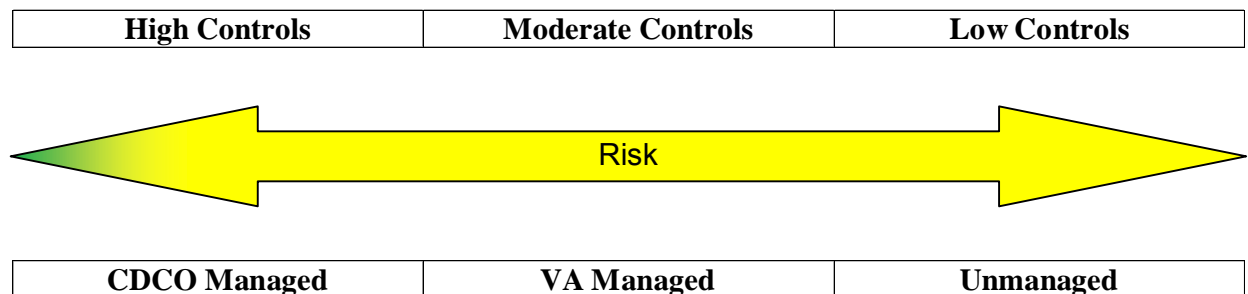 High Controls Moderate Controls Low Controls
Risk
CDCO Managed VA Managed Unmanaged